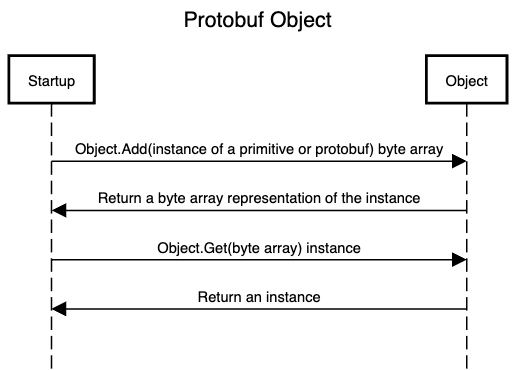 Protobuf Object
Startup
Object
Object.Add(instance of a primitive or protobuf) byte array
Return a byte array representation of the instance
Object.Get(byte array) instance
Return an instance